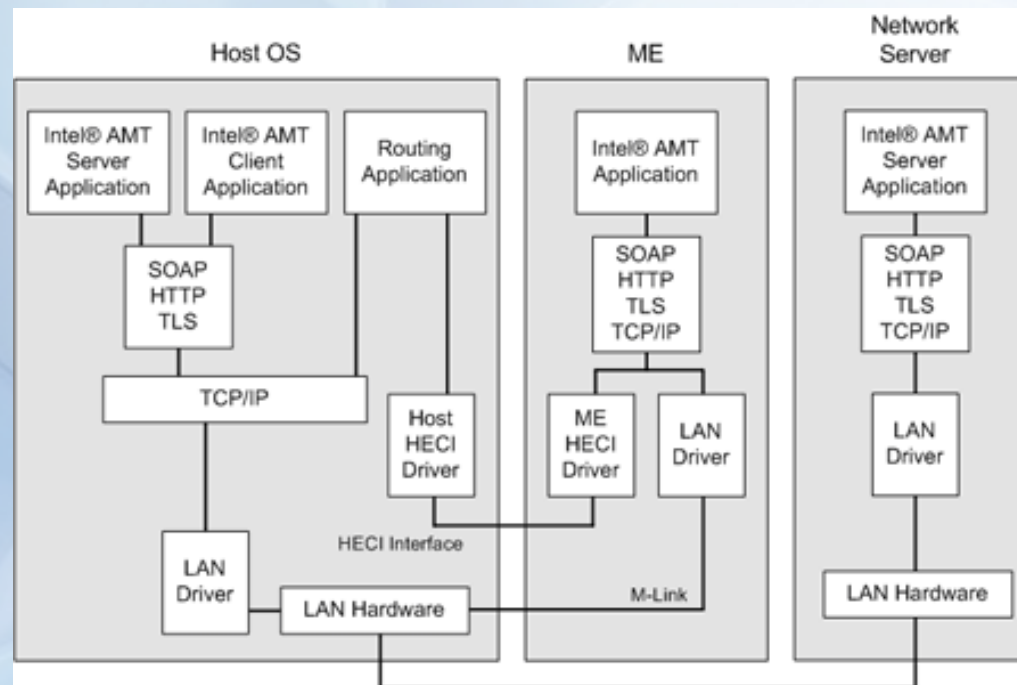 Host OS
ME
Network
Server
Intel® AMT
Server
Application
Intel® AMT
Client
Application
Routing
Application
SOAP
HTTP
TLS
TCP/IP
Host
HECI
Driver
LAN
Driver
LAN Hardware
HECI Interface
Intel® AMT
Application
SOAP
HTTP
TLS
TCP/IP
ME
HECI
Driver
LAN
Driver
M-Link
Intel® AMT
Server
Application
SOAP
HTTP
TLS
TCP/IP
LAN
Driver
LAN Hardware